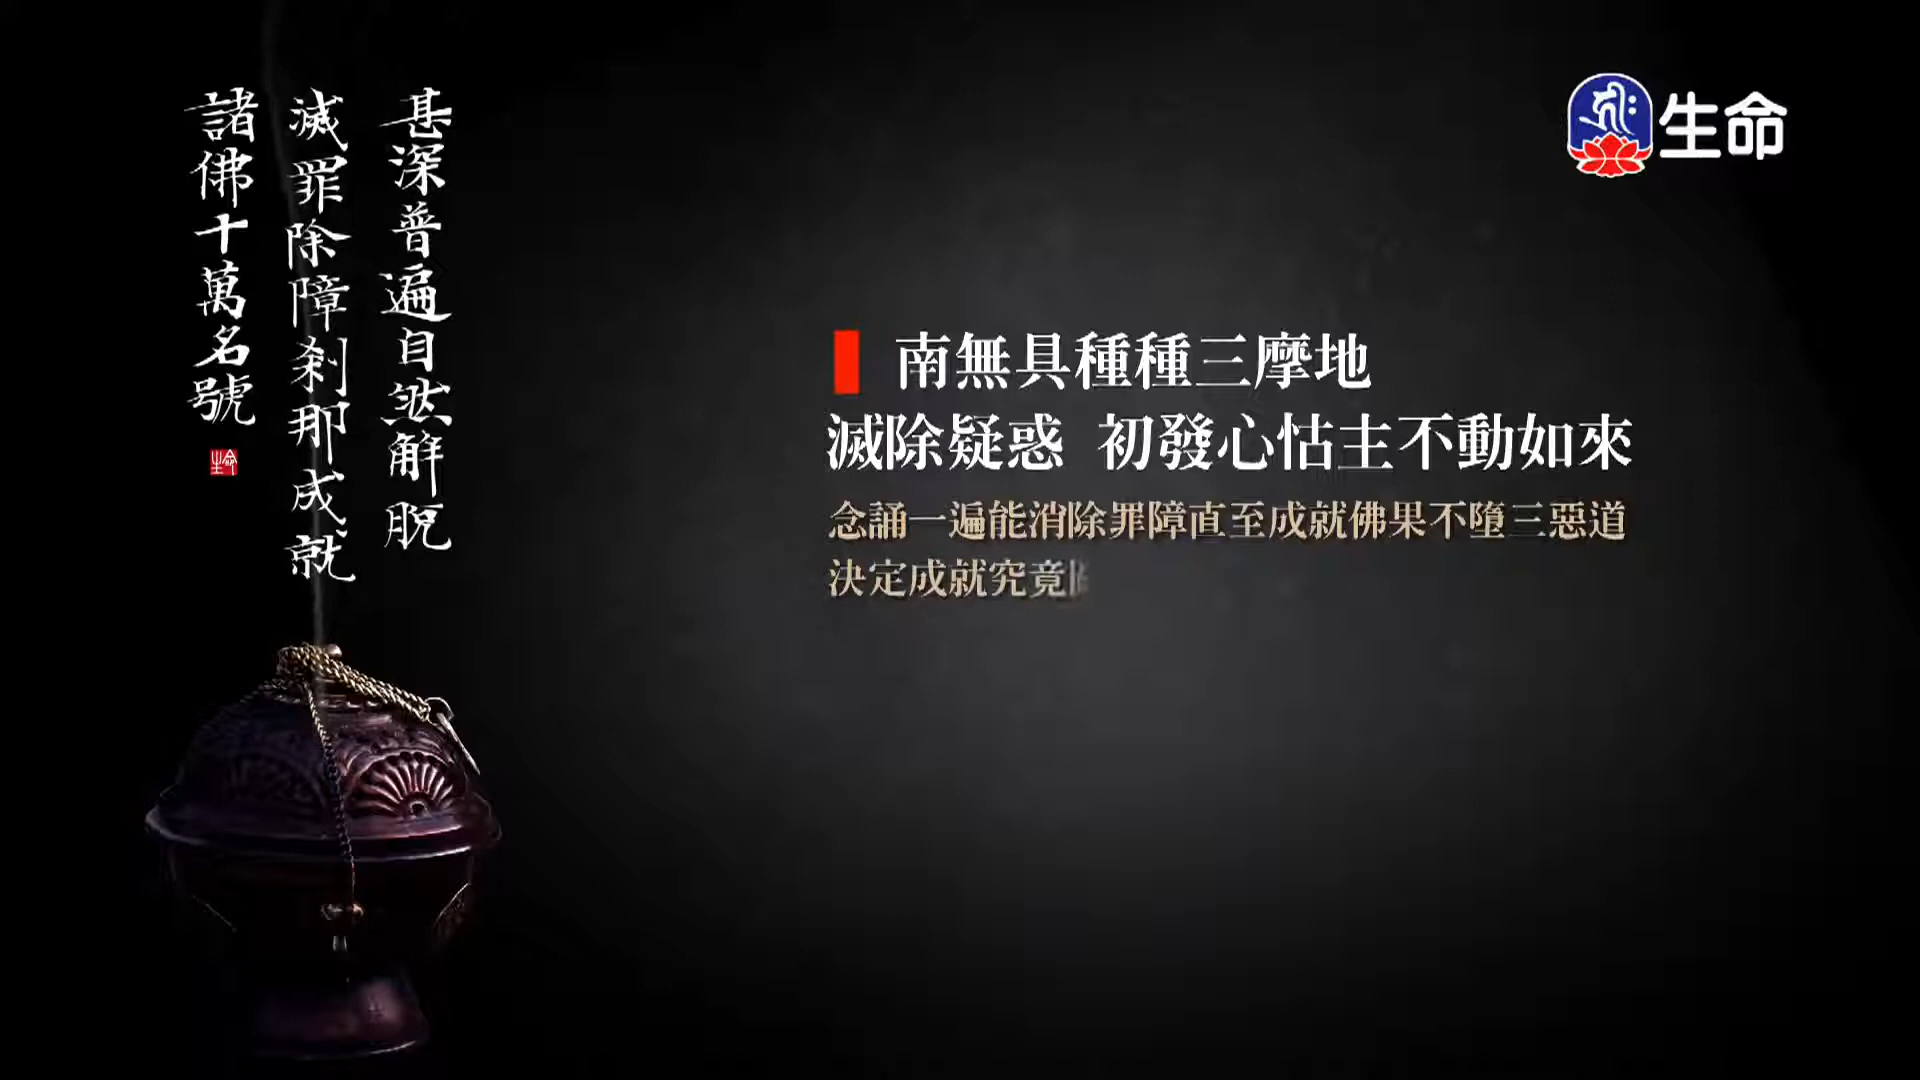 甚深普遍自然解脫
滅罪除障刹那成就
諸佛十萬名號
生命
生命
南無具種種三摩地
滅除疑惑 初發心怙主不動如來
念誦一遍能消除罪障直至成就佛果不墮三惡道
決定成就究竟